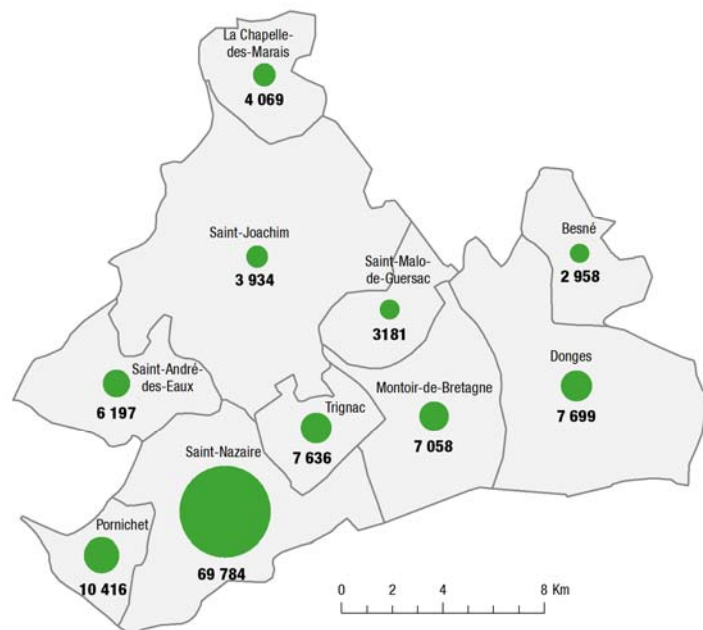 La Chapelle-
des-Marais
4 069
Saint-Joachim
3 934
Saint-Malo-
de-Guersac
3181
Besné
2 958
Saint-André-
des-Eaux
6 197
Trignac
7 636
Montoir-de-Bretagne
7 058
Donges
7 699
Saint-Nazaire
69 784
Pornichet
10 416
0 2 4 6 8 Km